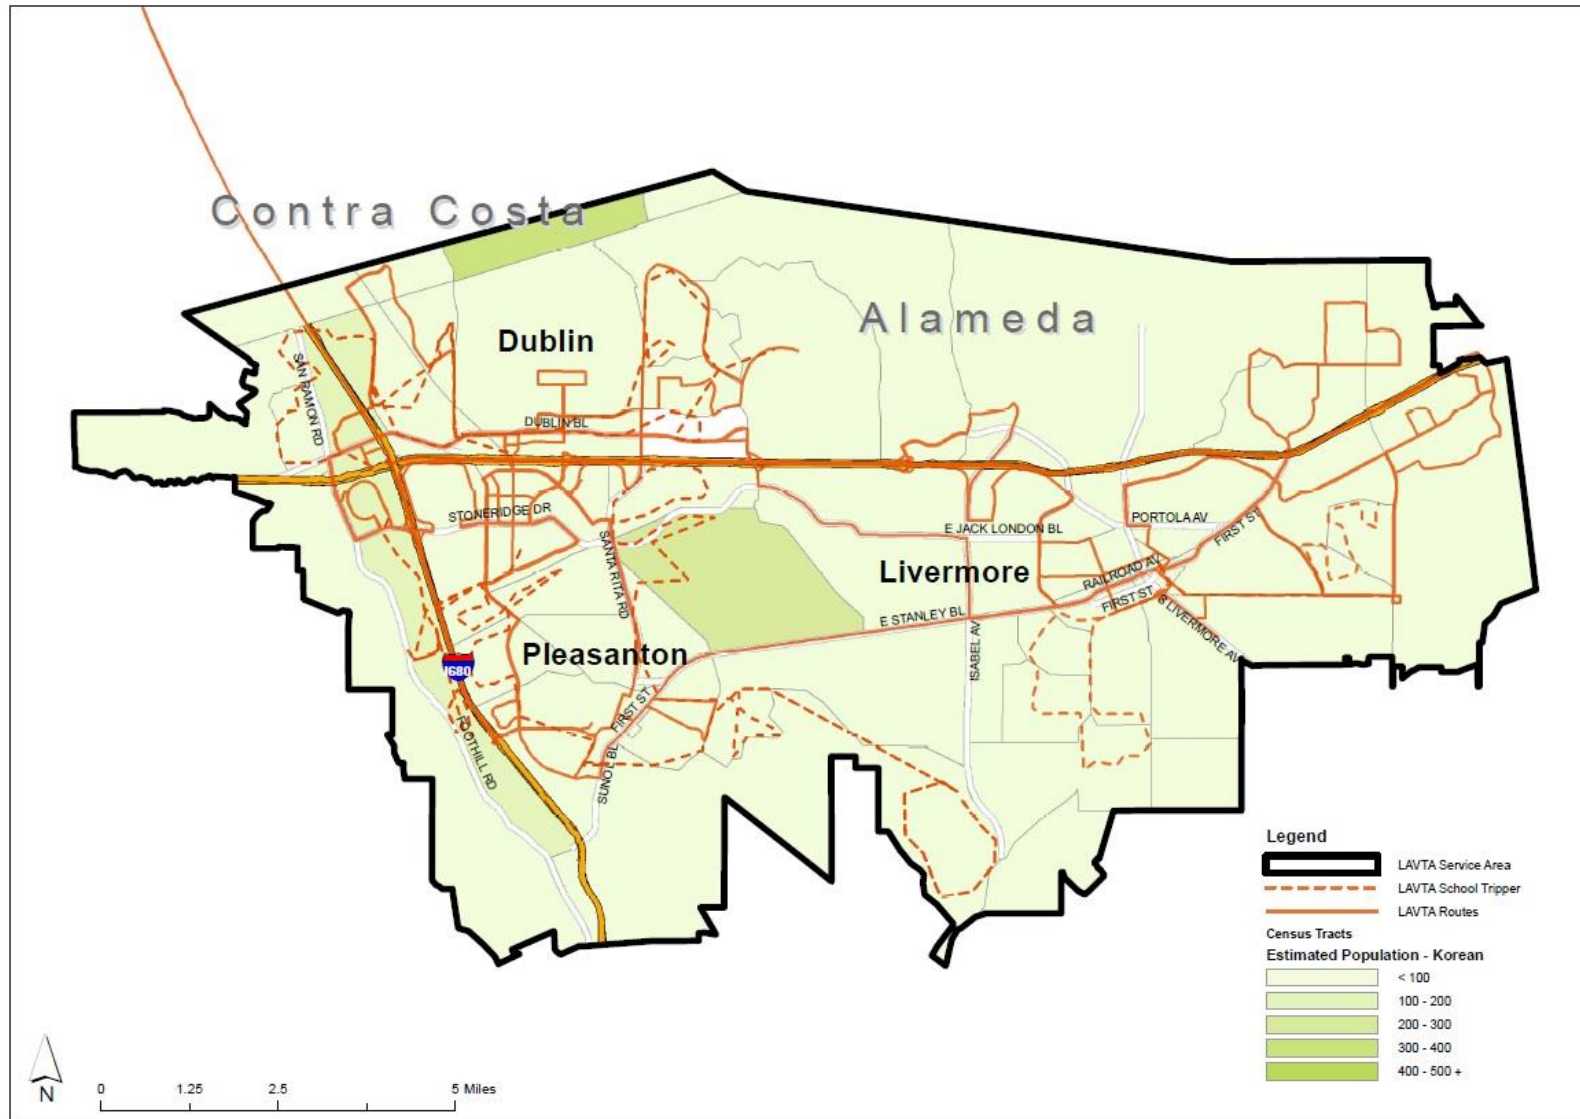 Contra Costa
Alameda
Dublin
SAN RAMON RD
DUBLIN BL
STONERIDGE DR
SANTA RITA RD
E JACK LONDON BL
PORTOLA AV
FIRST ST
Livermore
RAILROAD AV
FIRST ST
S LIVERMORE AV
E STANLEY BL
ISABEL AV
Pleasanton
I680
FIRST ST
FOOTHILL RD
SUNOL BL
Legend
LAVTA Service Area
LAVTA School Tripper
LAVTA Routes
Census Tracts
Estimated Population - Korean
< 100
100 - 200
200 - 300
300 - 400
400 - 500 +
N
0 1.25 2.5 5 Miles